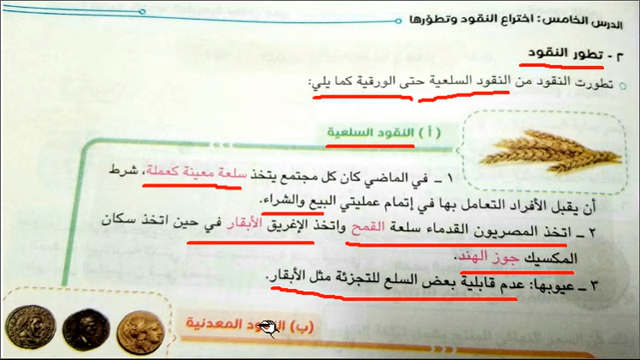 الدرس الخامس: اختراع النقود وتطوّرها
٢ - تطور النقود
تطورت النقود من النقود السلعية حتى الورقية كما يلي:
(أ) النقود السلعية
١ - في الماضي كان كل مجتمع يتخذ سلعة معينة كعملة، شرط
أن يقبل الأفراد التعامل بها في إتمام عمليتي البيع والشراء.
٢ - اتخذ المصريون القدماء سلعة القمح واتخذ الإغريق الأبقار في حين اتخذ سكان
المكسيك جوز الهند.
٣ - عيوبها: عدم قابلية بعض السلع للتجزئة مثل الأبقار.
(ب) المعدنية